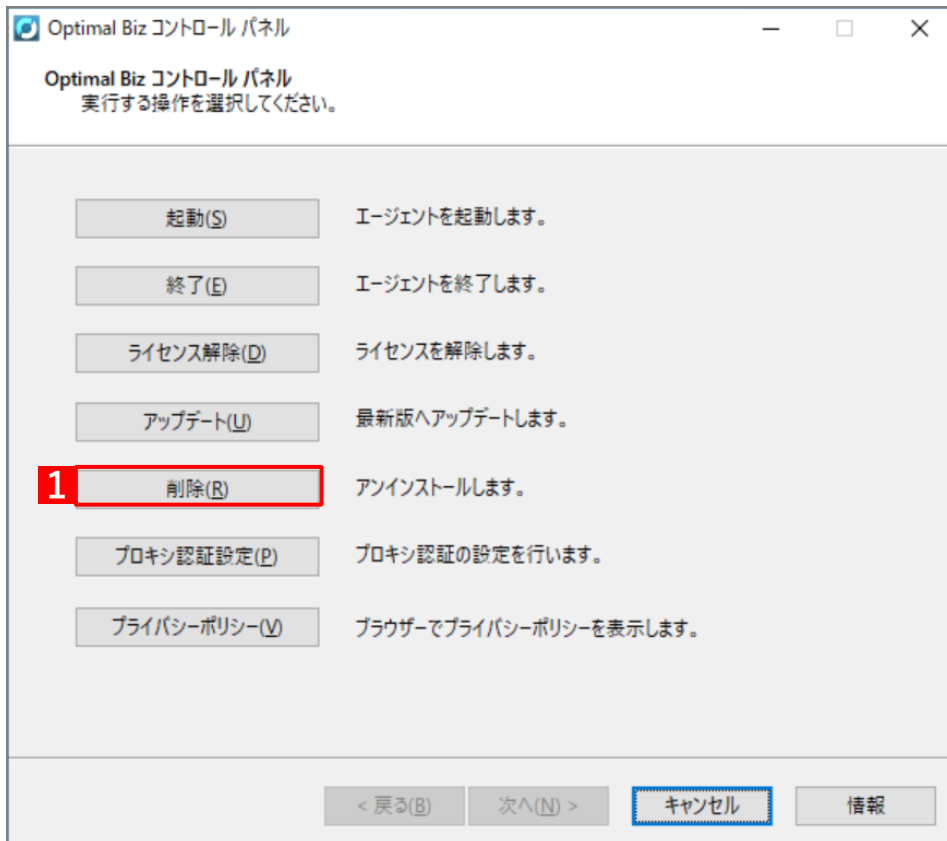 Optimal Biz コントロール パネル
Optimal Biz コントロール パネル
実行する操作を選択してください。
起動(S) エージェントを起動します。
終了(E) エージェントを終了します。
ライセンス解除(D) ライセンスを解除します。
アップデート(U) 最新版へアップデートします。
1 削除(R) アンインストールします。
プロキシ認証設定(P) プロキシ認証の設定を行います。
プライバシーポリシー(V) ブラウザーでプライバシーポリシーを表示します。
< 戻る(B) 次へ(N) > キャンセル 情報